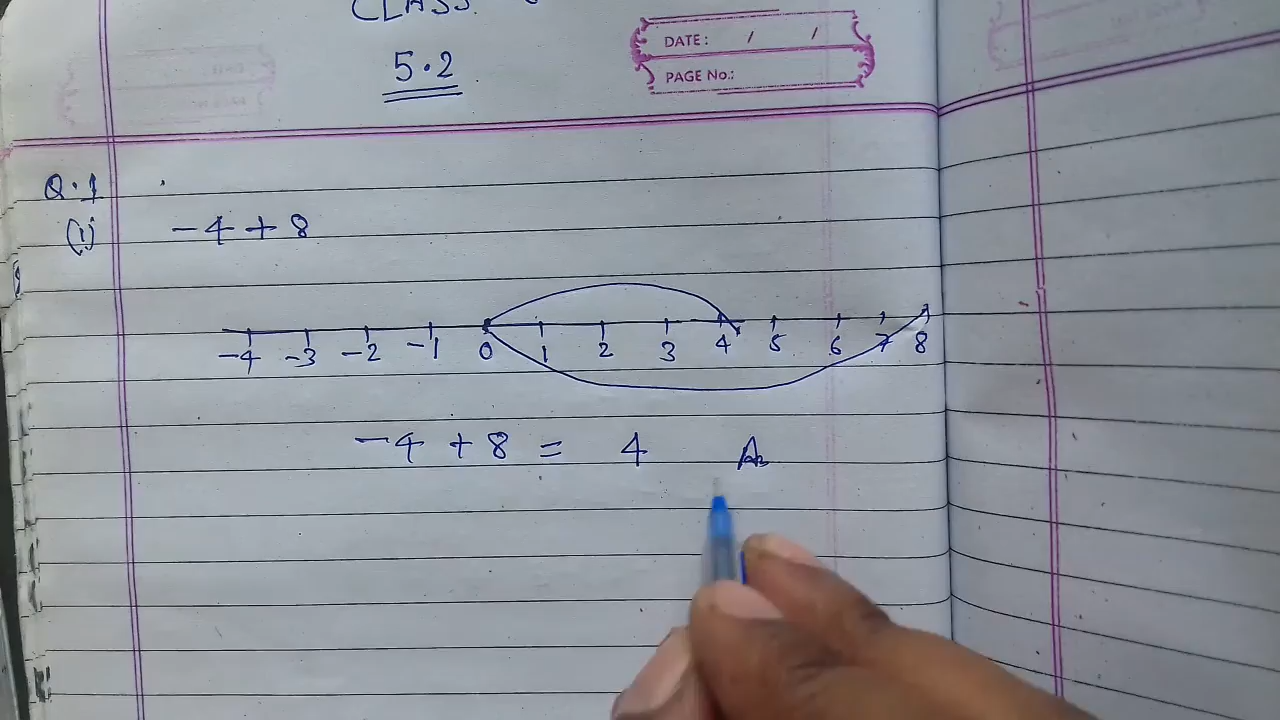 CLASS.
5.2
DATE: / /
PAGE No.:
Q.1
(i) -4+8
-4 -3 -2 -1 0 1 2 3 4 5 6 7 8
-4 +8 = 4 As